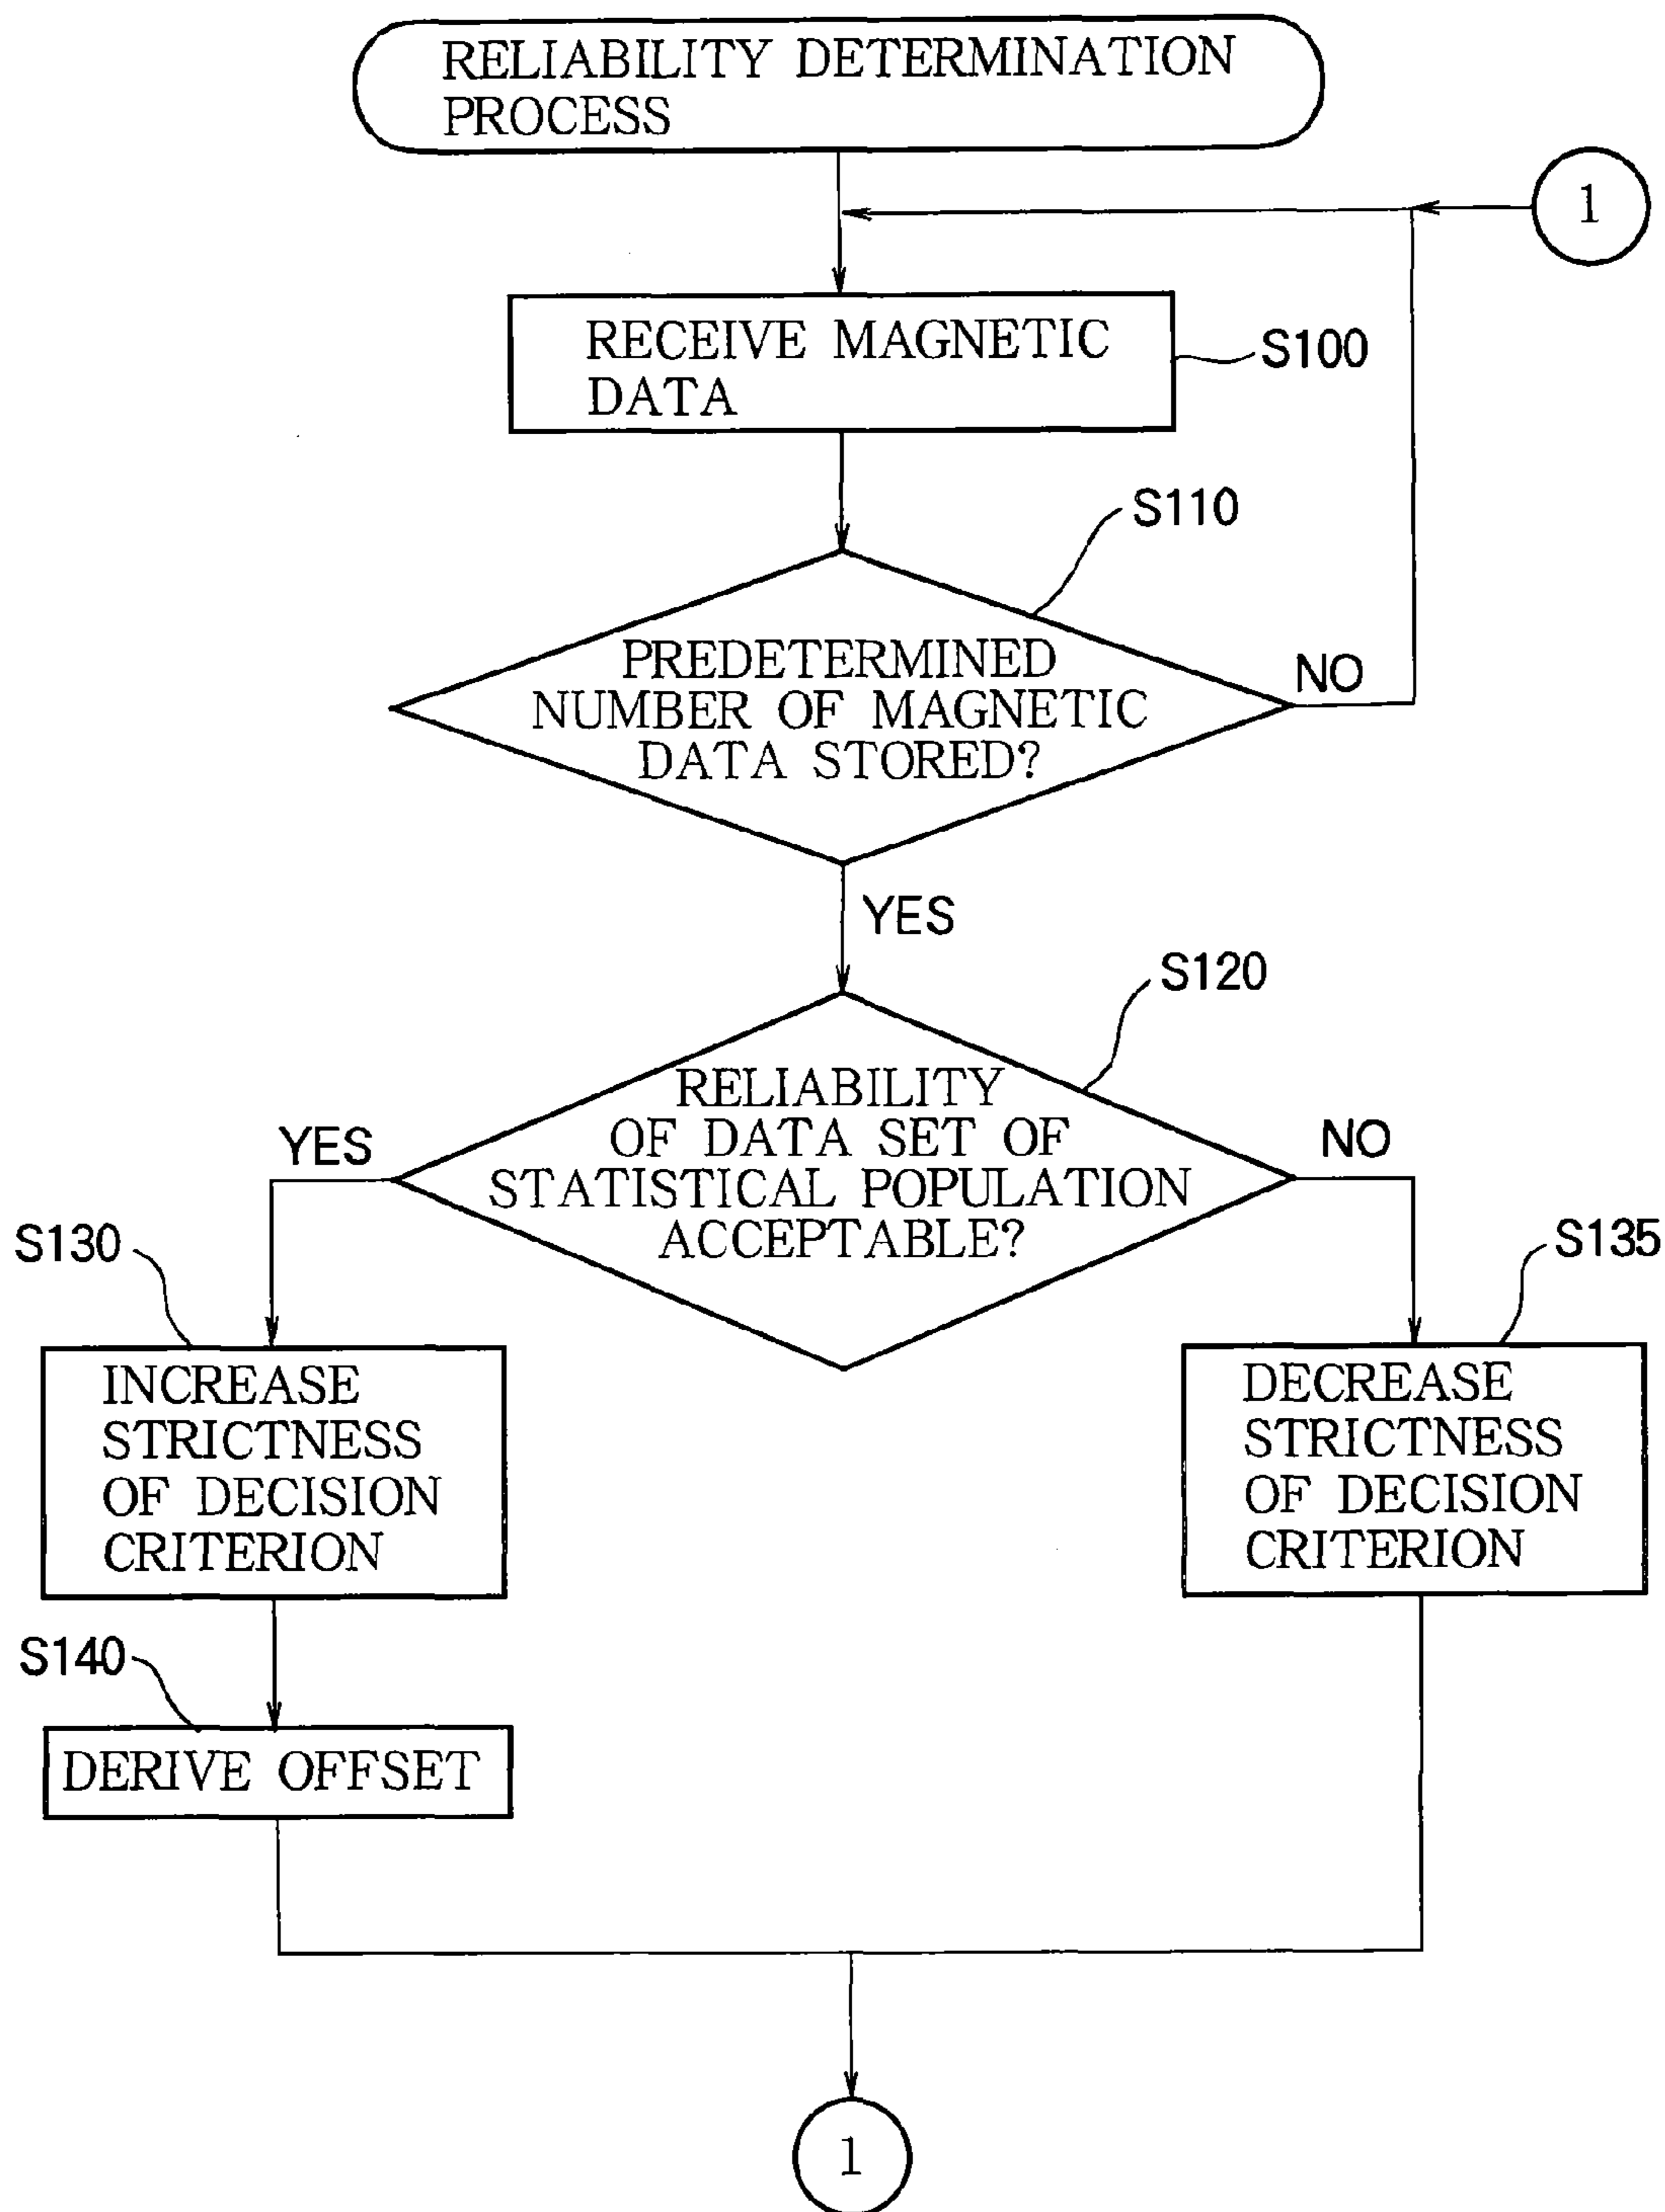 RELIABILITY DETERMINATION
PROCESS
1
RECEIVE MAGNETIC
DATA
S100
S110
PREDETERMINED
NUMBER OF MAGNETIC
DATA STORED?
NO
YES
S120
RELIABILITY
OF DATA SET OF
STATISTICAL POPULATION
ACCEPTABLE?
YES
NO
S130
S135
INCREASE
STRICTNESS
OF DECISION
CRITERION
DECREASE
STRICTNESS
OF DECISION
CRITERION
S140
DERIVE OFFSET
1